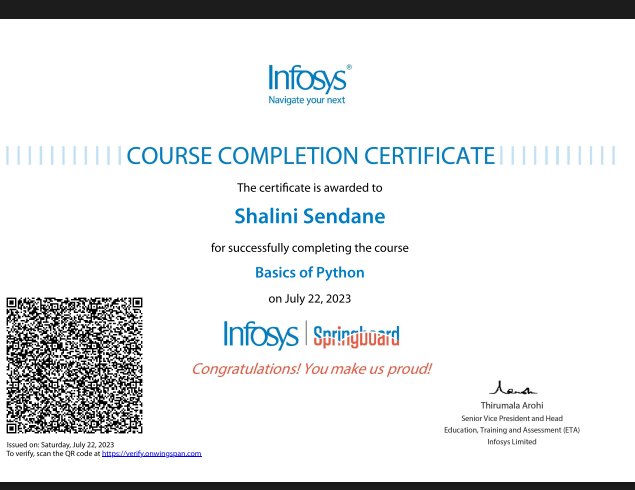 Infosys®
Navigate your next
COURSE COMPLETION CERTIFICATE
The certificate is awarded to
Shalini Sendane
for successfully completing the course
Basics of Python
on July 22, 2023
Infosys | Springboard
Congratulations! You make us proud!
Thirumala Arohi
Senior Vice President and Head
Education, Training and Assessment (ETA)
Infosys Limited
Issued on: Saturday, July 22, 2023
To verify, scan the QR code at https://verify.onwingspan.com